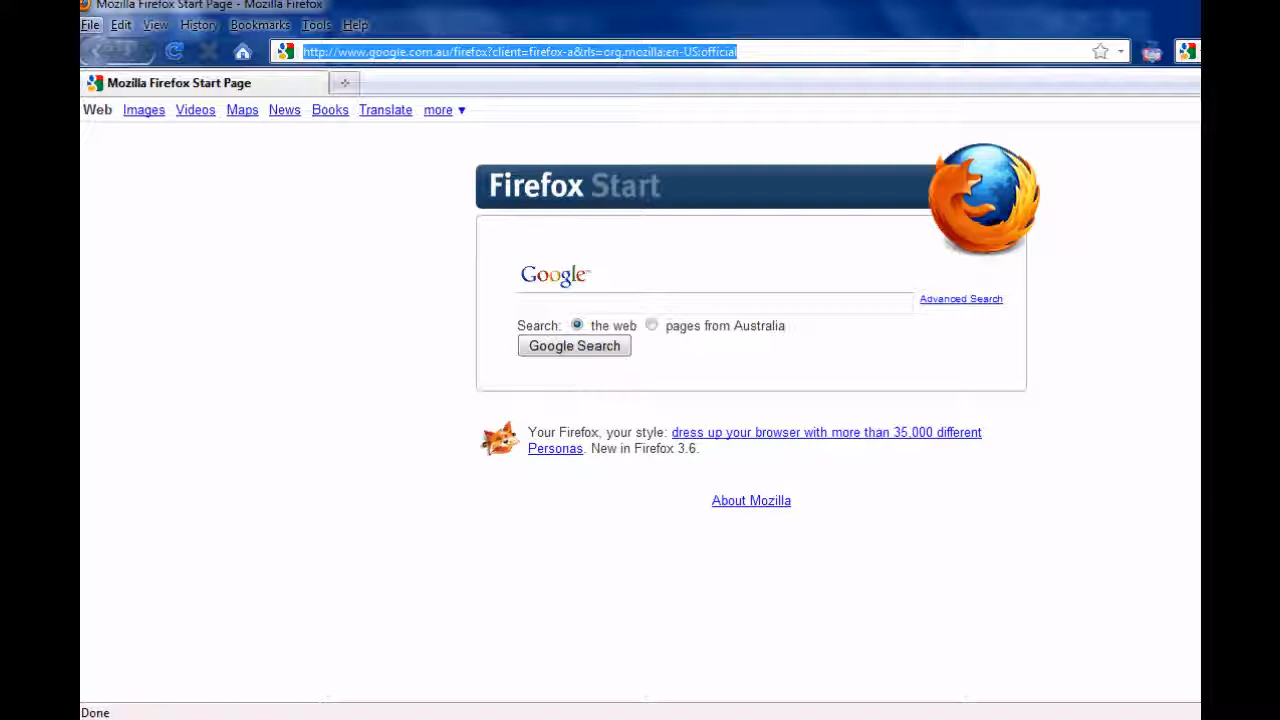 Mozilla Firefox Start Page - Mozilla Firefox
File Edit View History Bookmarks Tools Help
http://www.google.com.au/firefox?client=firefox-a&rls=org.mozilla:en-US:official
Mozilla Firefox Start Page
Web Images Videos Maps News Books Translate more ▼
Firefox Start
Google™
Advanced Search
Search: the web pages from Australia
Google Search
Your Firefox, your style: dress up your browser with more than 35,000 different
Personas. New in Firefox 3.6.
About Mozilla
Done